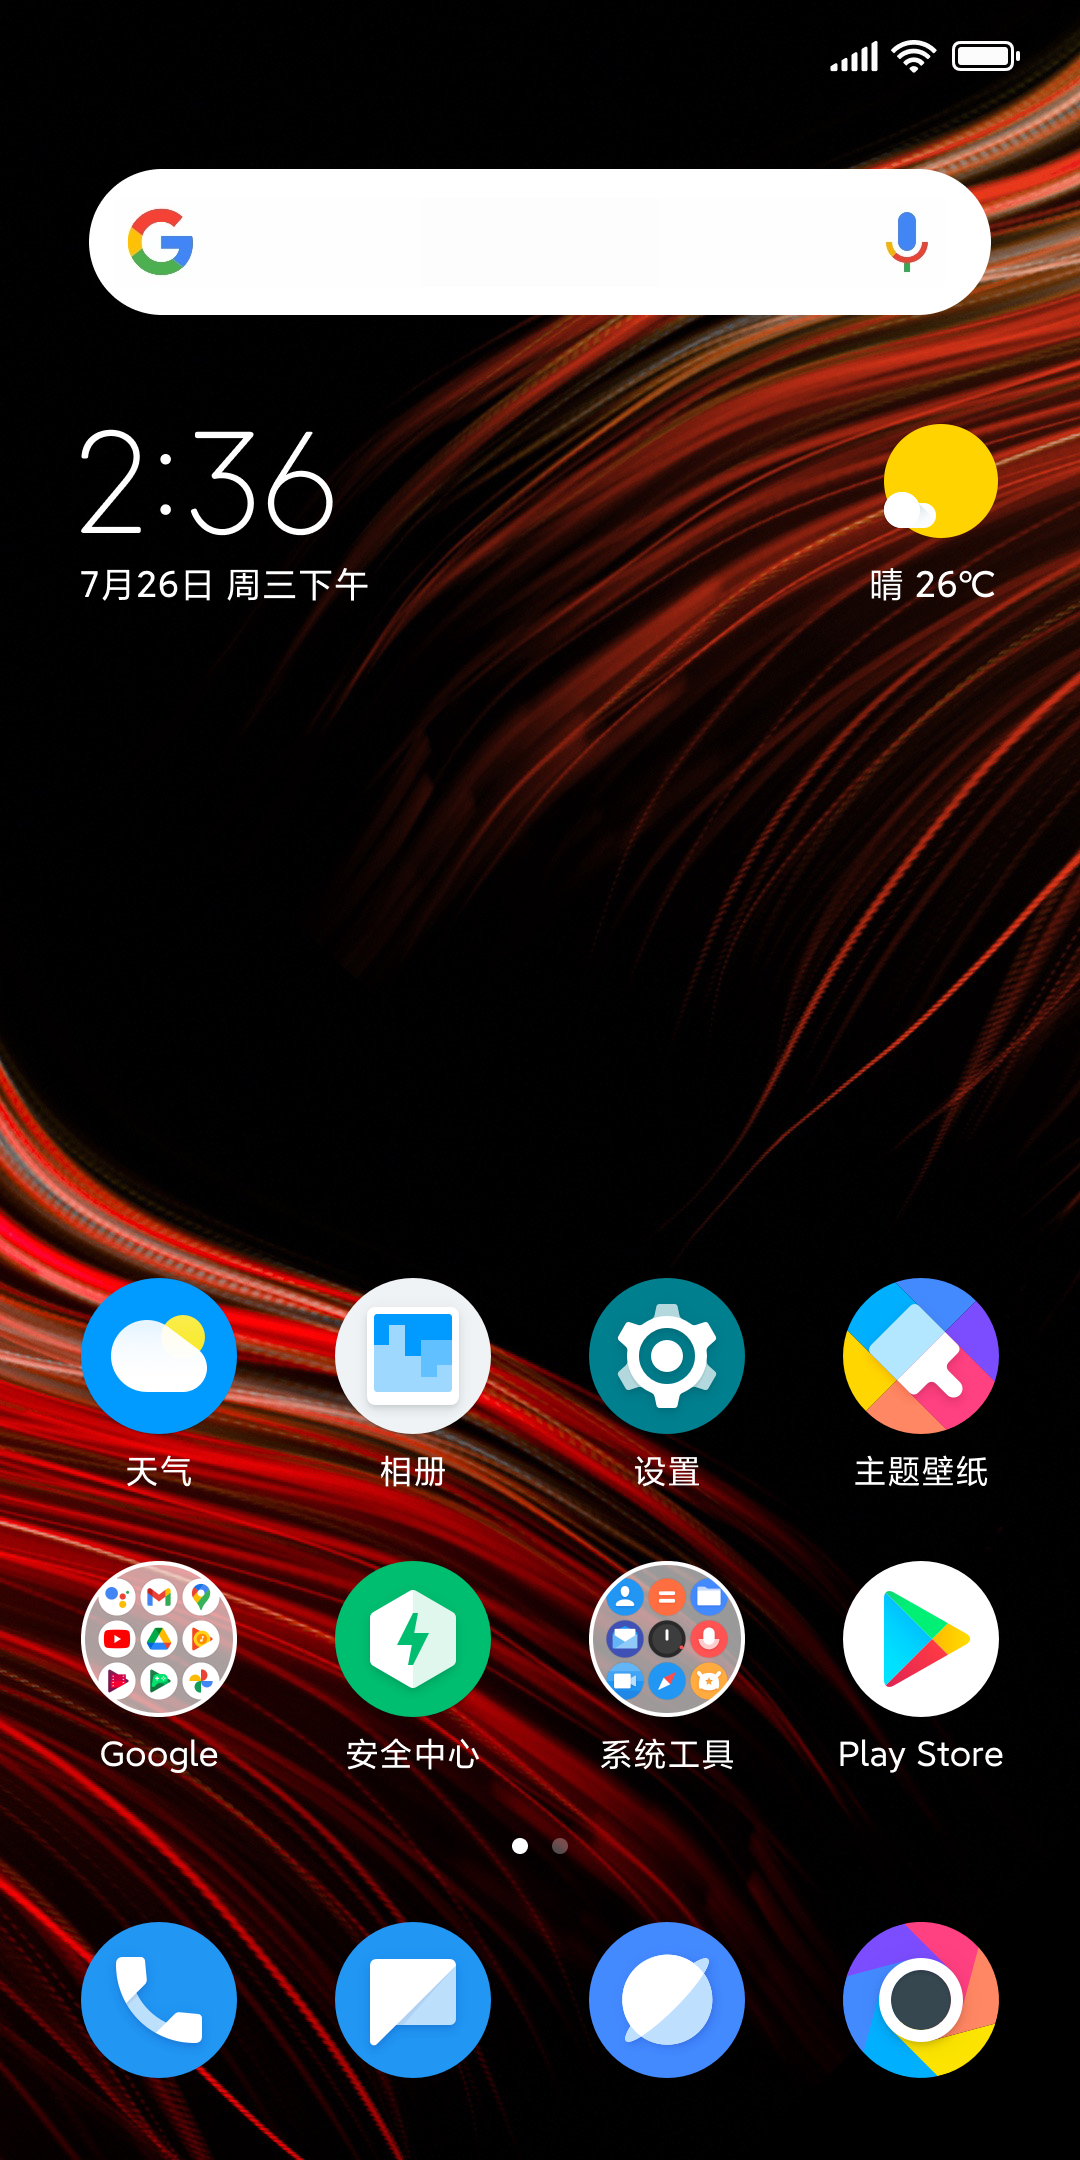 2:36
7月26日 周三下午
晴 26℃
天气
相册
设置
主题壁纸
Google
安全中心
系统工具
Play Store